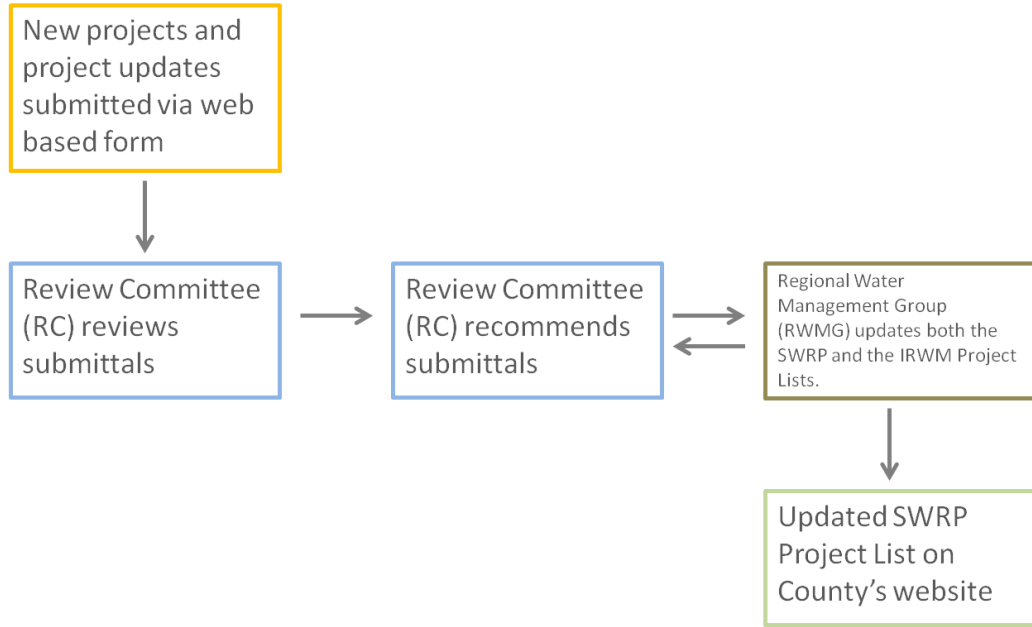 New projects and
project updates
submitted via web
based form
Review Committee
(RC) reviews
submittals
Review Committee
(RC) recommends
submittals
Regional Water
Management Group
(RWMG) updates both the
SWRP and the IRWM Project
Lists.
Updated SWRP
Project List on
County’s website